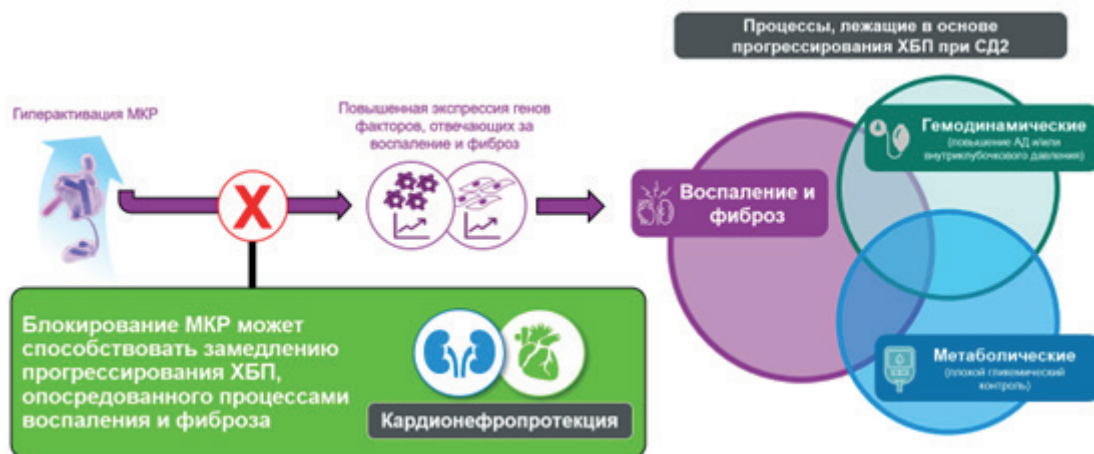 Процессы, лежащие в основе
прогрессирования ХБП при СД2
Гиперактивация МКР
Повышенная экспрессия генов
факторов, отвечающих за
воспаление и фиброз
X
Воспаление и
фиброз
Гемодинамические
(повышение АД и/или
внутриклубочкового давления)
Метаболические
(плохой гликемический
контроль)
Блокирование МКР может
способствовать замедлению
прогрессирования ХБП,
опосредованного процессами
воспаления и фиброза
Кардионефропротекция